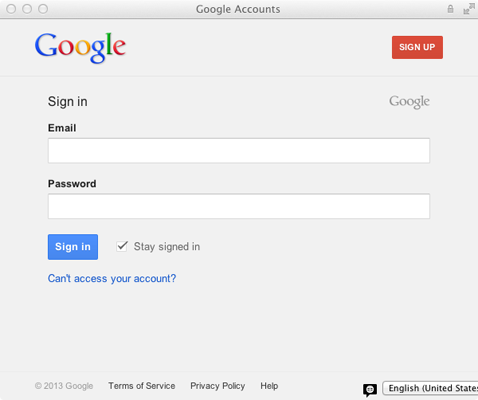 Google Accounts
Google
SIGN UP
Sign in
Google
Email
Password
Sign in
Stay signed in
Can't access your account?
© 2013 Google Terms of Service Privacy Policy Help
English (United States